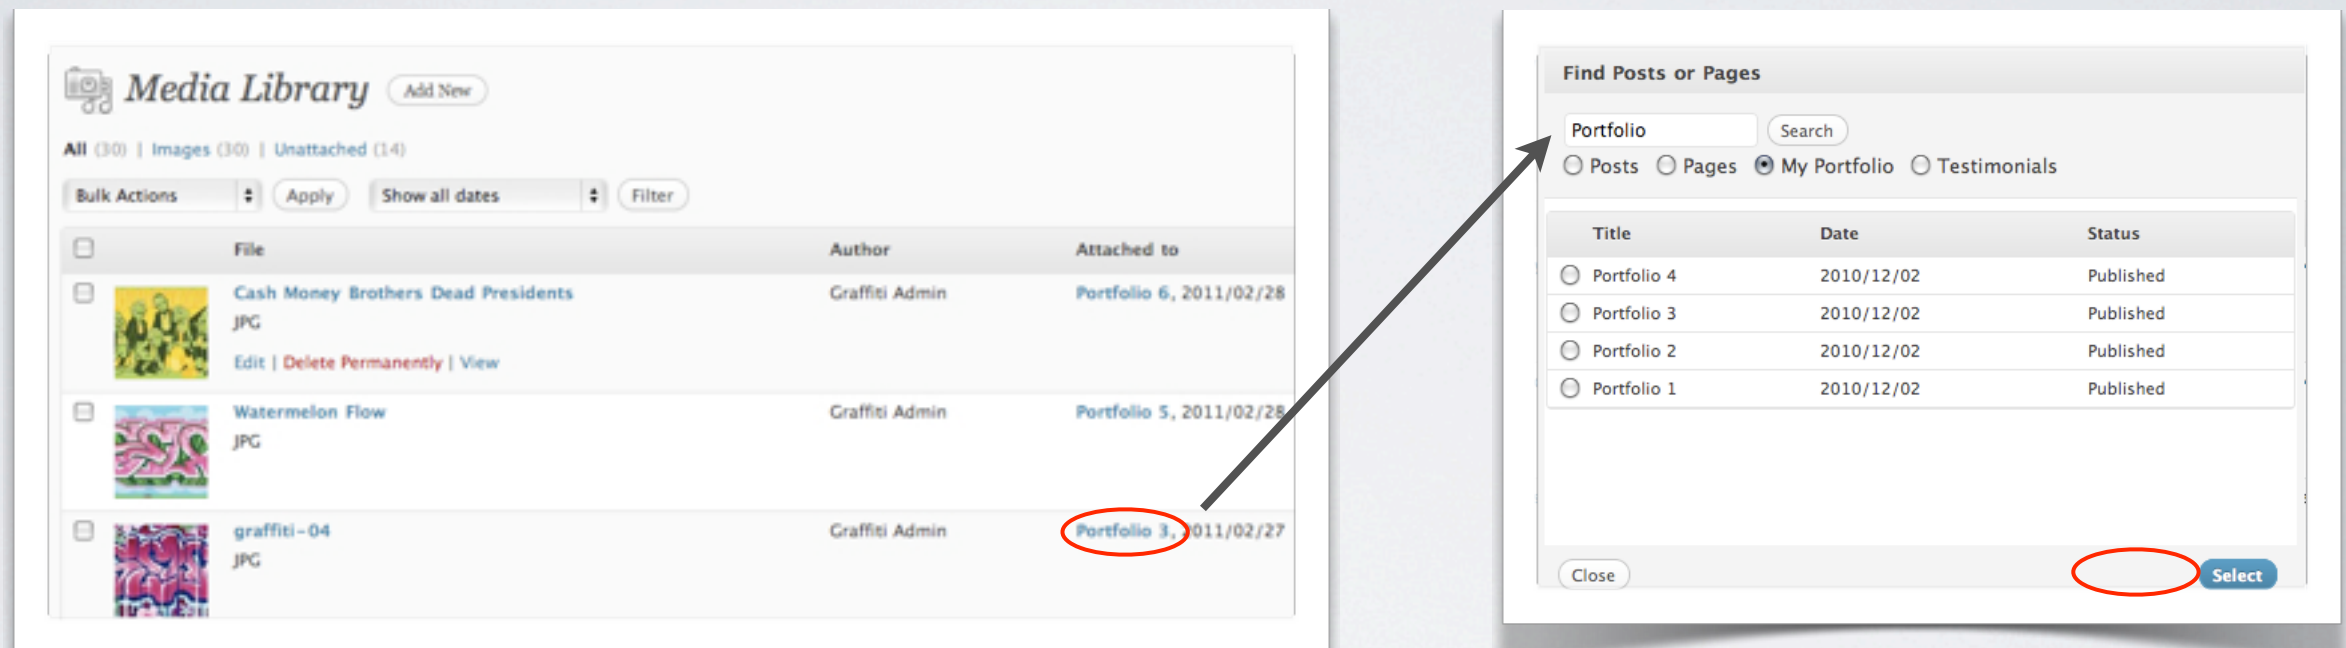 Media Library Add New
All (30) | Images (30) | Unattached (14)
Bulk Actions Apply Show all dates Filter
File Author Attached to
Cash Money Brothers Dead Presidents Graffiti Admin Portfolio 6, 2011/02/28
JPG
Edit | Delete Permanently | View
Watermelon Flow Graffiti Admin Portfolio 5, 2011/02/28
JPG
graffiti-04 Graffiti Admin Portfolio 3, 2011/02/27
JPG
Find Posts or Pages
Portfolio Search
Posts Pages My Portfolio Testimonials
Title Date Status
Portfolio 4 2010/12/02 Published
Portfolio 3 2010/12/02 Published
Portfolio 2 2010/12/02 Published
Portfolio 1 2010/12/02 Published
Close Select